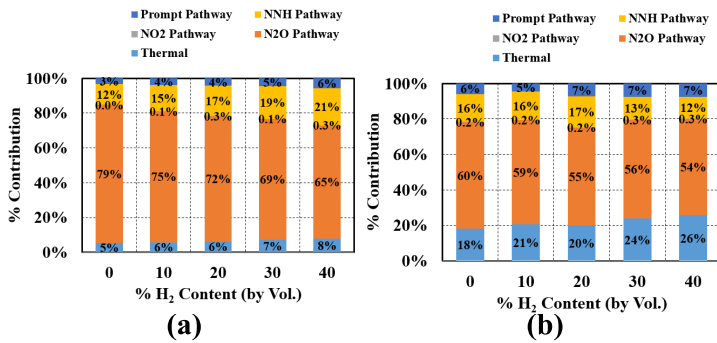 Prompt Pathway NNH Pathway
NO2 Pathway N2O Pathway
Thermal
% Contribution
100%
80%
60%
40%
20%
0%
3% 4% 4% 5% 6%
12% 15% 17% 19% 21%
0.0% 0.1% 0.3% 0.1% 0.3%
79% 75% 72% 69% 65%
5% 6% 6% 7% 8%
0 10 20 30 40
% H₂ Content (by Vol.)
(a)
Prompt Pathway NNH Pathway
NO2 Pathway N2O Pathway
Thermal
% Contribution
100%
80%
60%
40%
20%
0%
6% 5% 7% 7% 7%
16% 16% 17% 13% 12%
0.2% 0.2% 0.2% 0.3% 0.3%
60% 59% 55% 56% 54%
18% 21% 20% 24% 26%
0 10 20 30 40
% H₂ Content (by Vol.)
(b)